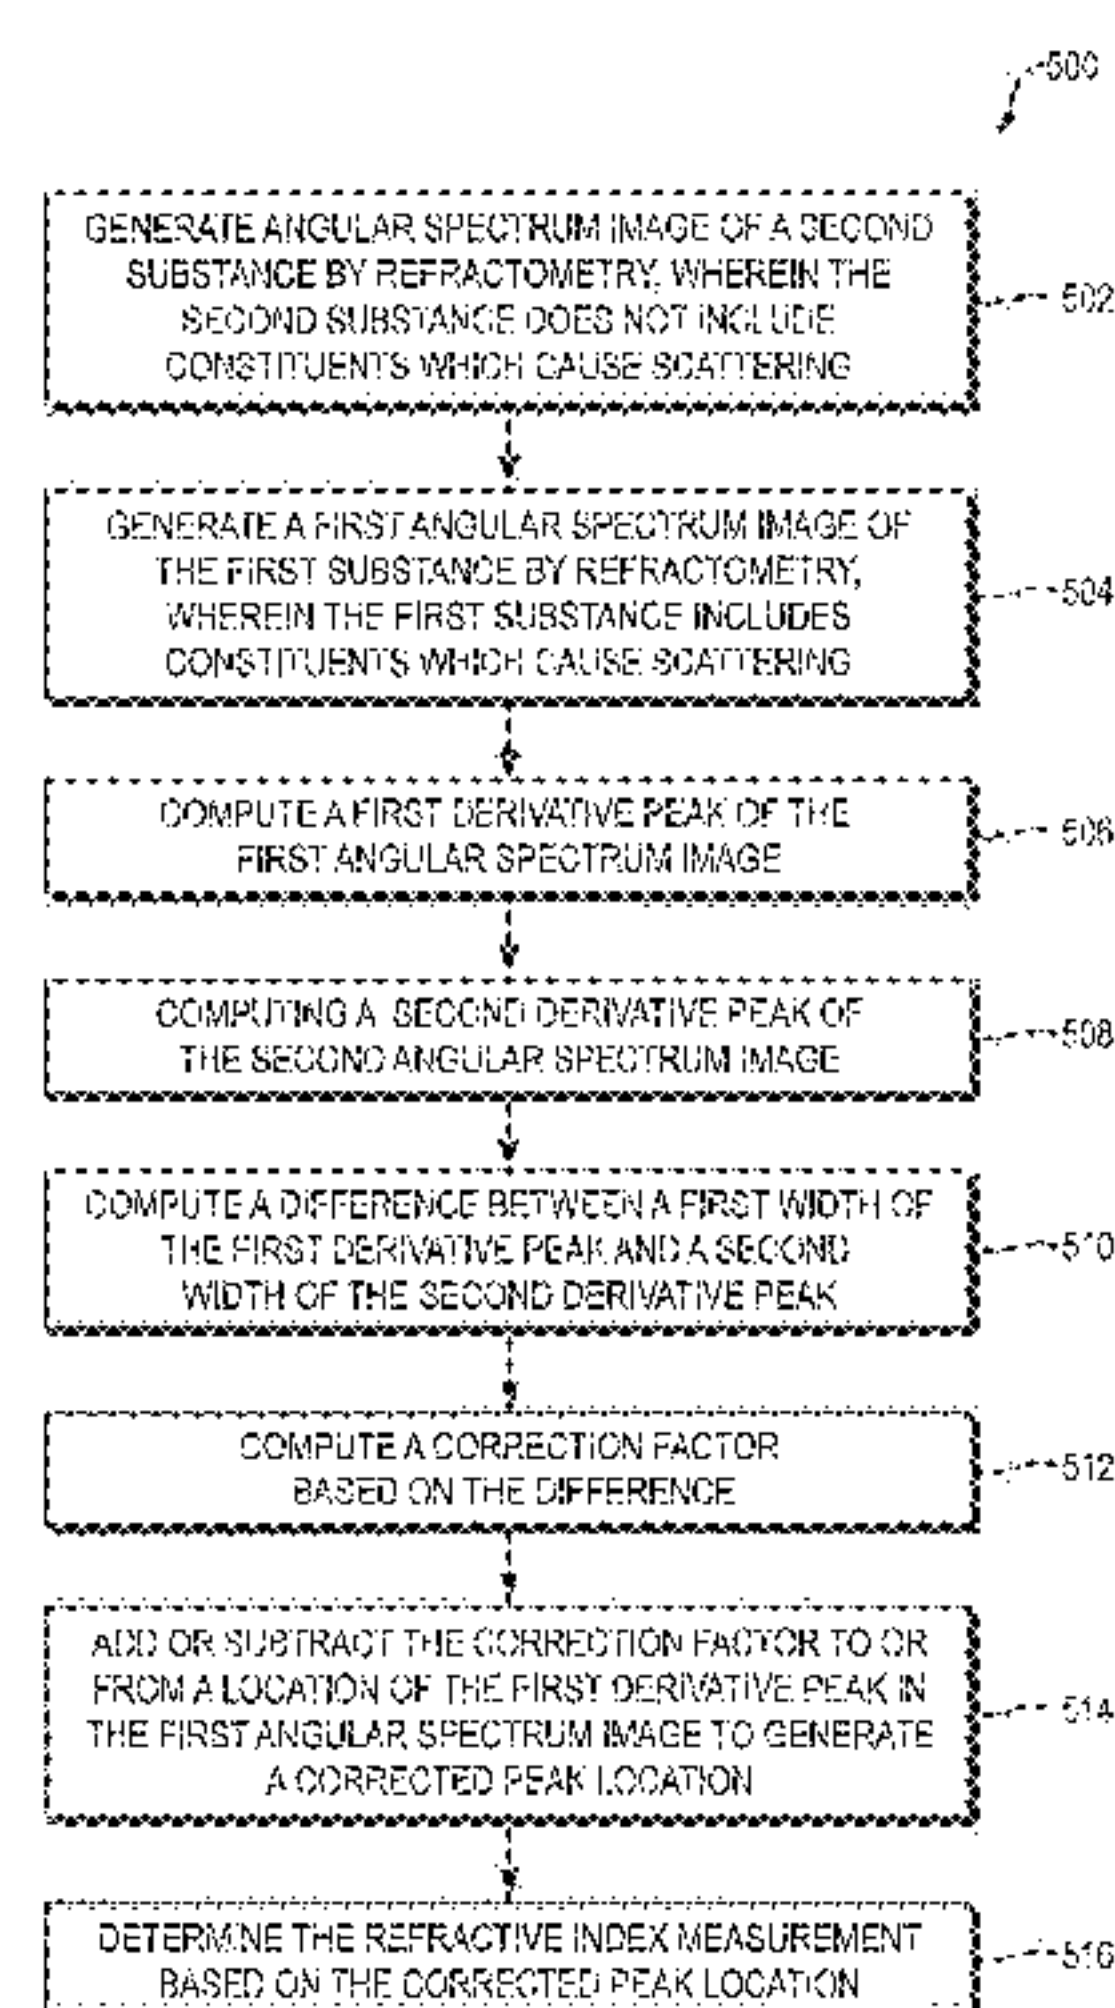 500
GENERATE ANGULAR SPECTRUM IMAGE OF A SECOND
SUBSTANCE BY REFRACTOMETRY, WHEREIN THE
SECOND SUBSTANCE DOES NOT INCLUDE
CONSTITUENTS WHICH CAUSE SCATTERING
502
GENERATE A FIRST ANGULAR SPECTRUM IMAGE OF
THE FIRST SUBSTANCE BY REFRACTOMETRY,
WHEREIN THE FIRST SUBSTANCE INCLUDES
CONSTITUENTS WHICH CAUSE SCATTERING
504
COMPUTE A FIRST DERIVATIVE PEAK OF THE
FIRST ANGULAR SPECTRUM IMAGE
506
COMPUTING A SECOND DERIVATIVE PEAK OF
THE SECOND ANGULAR SPECTRUM IMAGE
508
COMPUTE A DIFFERENCE BETWEEN A FIRST WIDTH OF
THE FIRST DERIVATIVE PEAK AND A SECOND
WIDTH OF THE SECOND DERIVATIVE PEAK
510
COMPUTE A CORRECTION FACTOR
BASED ON THE DIFFERENCE
512
ADD OR SUBTRACT THE CORRECTION FACTOR TO OR
FROM A LOCATION OF THE FIRST DERIVATIVE PEAK IN
THE FIRST ANGULAR SPECTRUM IMAGE TO GENERATE
A CORRECTED PEAK LOCATION
514
DETERMINE THE REFRACTIVE INDEX MEASUREMENT
BASED ON THE CORRECTED PEAK LOCATION
516